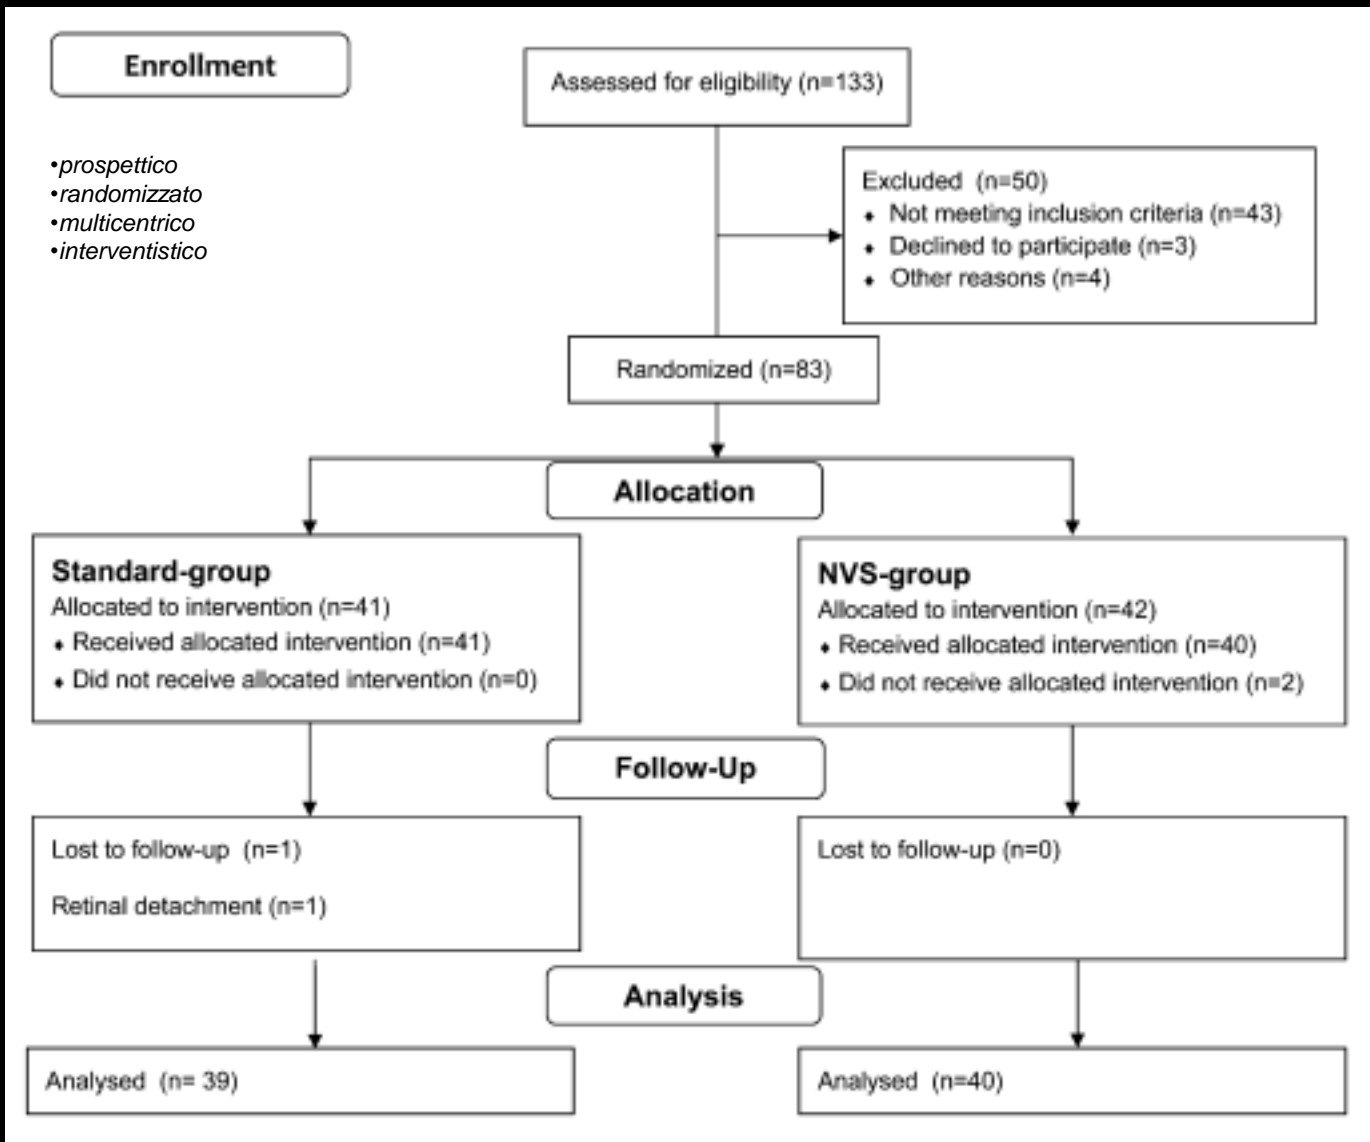 Enrollment
Assessed for eligibility (n=133)
•prospettico
•randomizzato
•multicentrico
•interventistico
Excluded (n=50)
♦ Not meeting inclusion criteria (n=43)
♦ Declined to participate (n=3)
♦ Other reasons (n=4)
Randomized (n=83)
Allocation
Standard-group
Allocated to intervention (n=41)
♦ Received allocated intervention (n=41)
♦ Did not receive allocated intervention (n=0)
NVS-group
Allocated to intervention (n=42)
♦ Received allocated intervention (n=40)
♦ Did not receive allocated intervention (n=2)
Follow-Up
Lost to follow-up (n=1)
Retinal detachment (n=1)
Lost to follow-up (n=0)
Analysis
Analysed (n= 39)
Analysed (n=40)